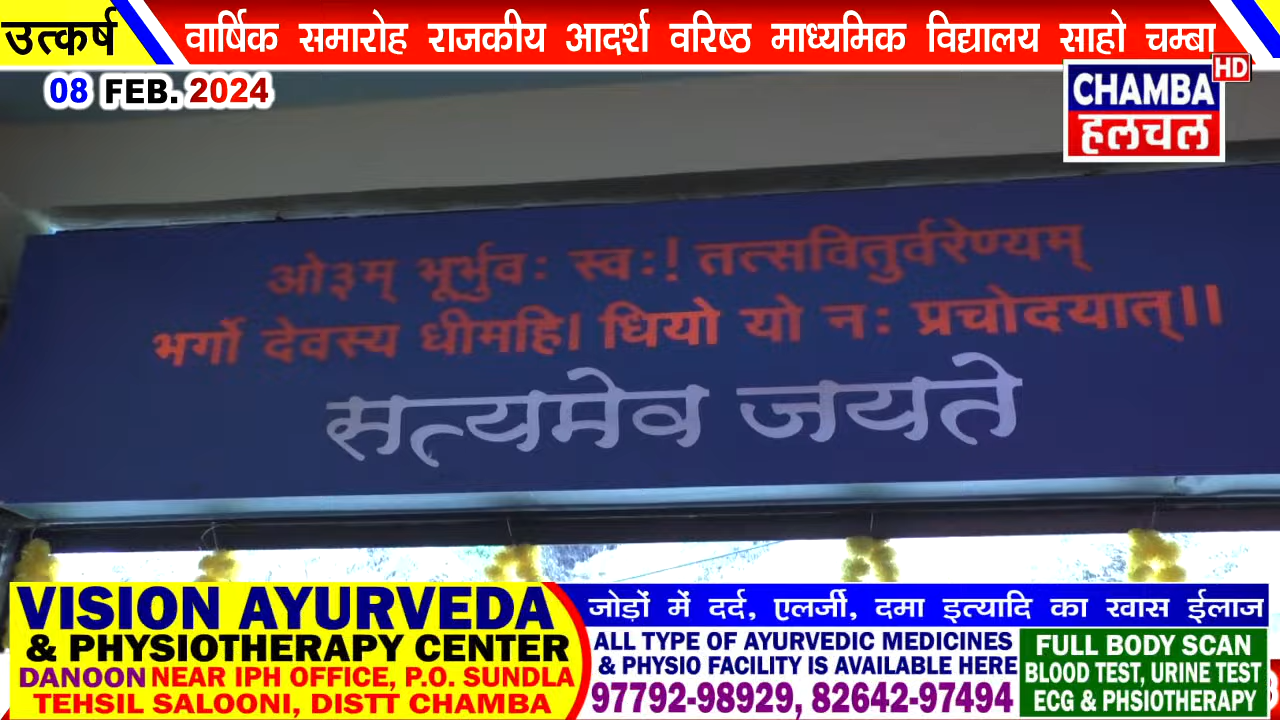 उत्कर्ष
वार्षिक समारोह राजकीय आदर्श वरिष्ठ माध्यमिक विद्यालय साहो चम्बा
08 FEB. 2024
CHAMBA HD
हलचल
ओ३म् भूर्भुवः स्वः! तत्सवितुर्वरेण्यम्
भर्गो देवस्य धीमहि। धियो यो नः प्रचोदयात्।।
सत्यमेव जयते
VISION AYURVEDA
& PHYSIOTHERAPY CENTER
DANOON NEAR IPH OFFICE, P.O. SUNDLA
TEHSIL SALOONI, DISTT CHAMBA
जोड़ों में दर्द, एलर्जी, दमा इत्यादि का खास ईलाज
ALL TYPE OF AYURVEDIC MEDICINES
& PHYSIO FACILITY IS AVAILABLE HERE
97792-98929, 82642-97494
FULL BODY SCAN
BLOOD TEST, URINE TEST
ECG & PHSIOTHERAPY